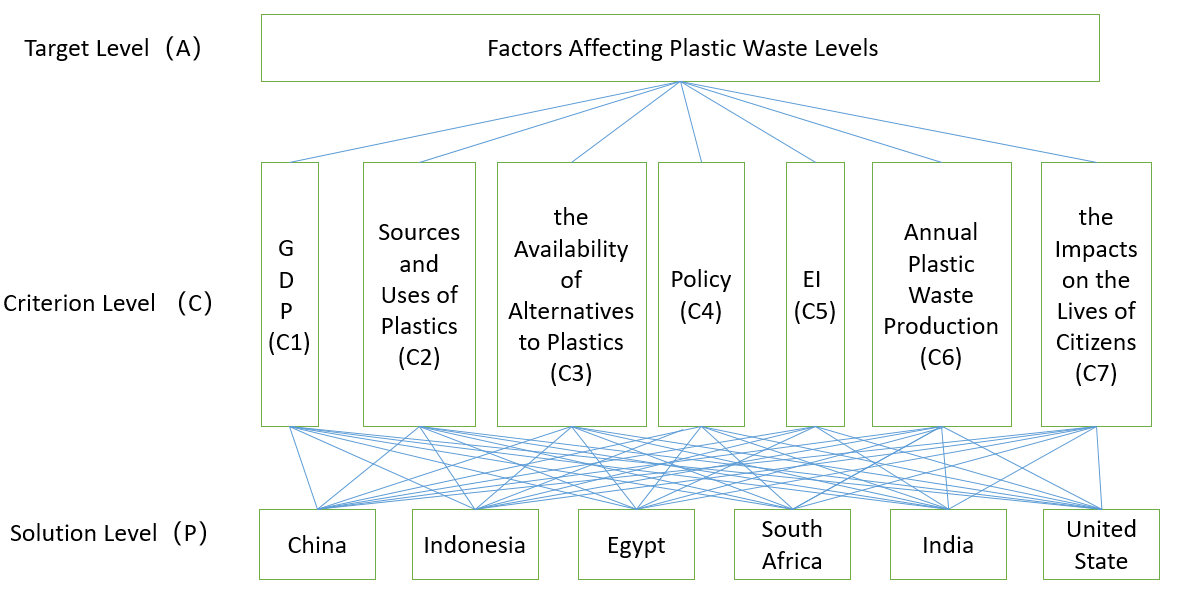 Target Level （A）
Factors Affecting Plastic Waste Levels
Criterion Level （C）
G
D
P
(C1)
Sources
and
Uses of
Plastics
(C2)
the
Availability
of
Alternatives
to Plastics
(C3)
Policy
(C4)
EI
(C5)
Annual
Plastic
Waste
Production
(C6)
the
Impacts
on the
Lives of
Citizens
(C7)
Solution Level （P）
China
Indonesia
Egypt
South
Africa
India
United
State